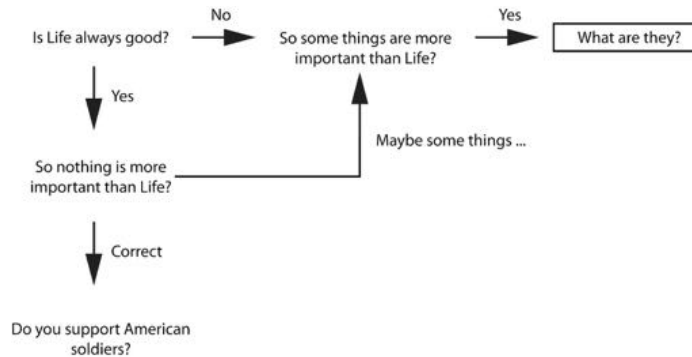 Is Life always good?
No
So some things are more
important than Life?
Yes
What are they?
Yes
Maybe some things ...
So nothing is more
important than Life?
Correct
Do you support American
soldiers?